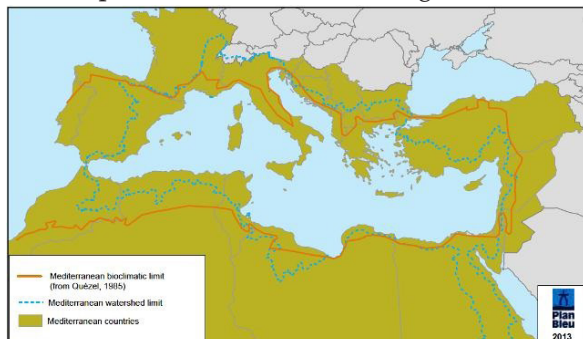 Mediterranean bioclimatic limit
(from Quézel, 1985)
Mediterranean watershed limit
Mediterranean countries
Plan
Bleu
2013